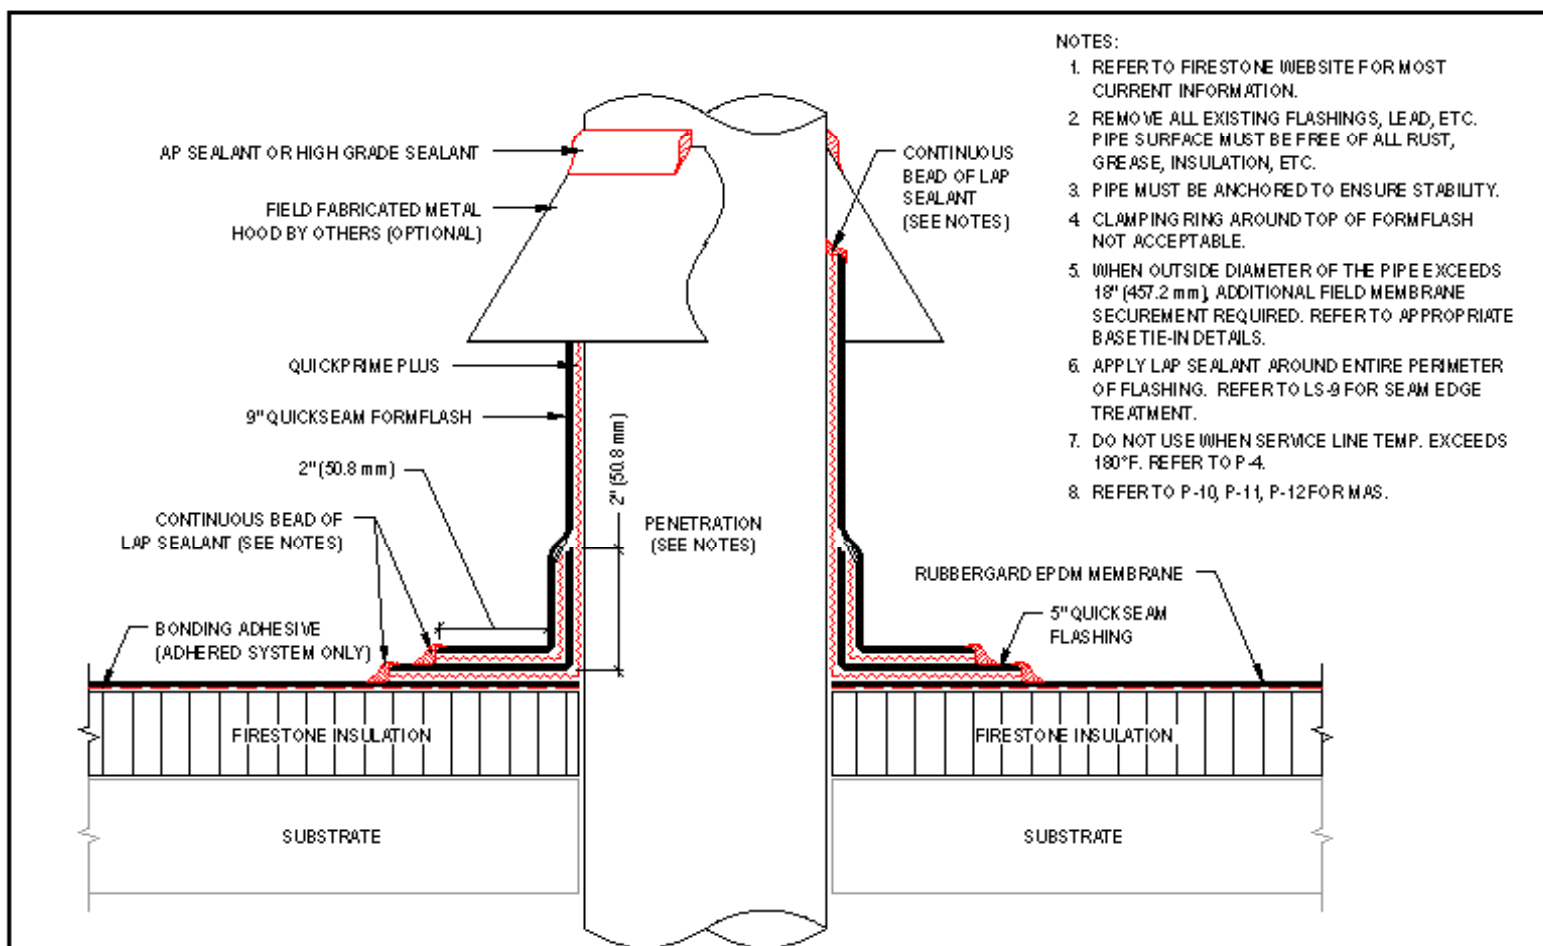 NOTES:
1. REFER TO FIRESTONE WEBSITE FOR MOST
CURRENT INFORMATION.
2. REMOVE ALL EXISTING FLASHINGS, LEAD, ETC.
PIPE SURFACE MUST BE FREE OF ALL RUST,
GREASE, INSULATION, ETC.
3. PIPE MUST BE ANCHORED TO ENSURE STABILITY.
4. CLAMPING RING AROUND TOP OF FORMFLASH
NOT ACCEPTABLE.
5. WHEN OUTSIDE DIAMETER OF THE PIPE EXCEEDS
18" (457.2 mm), ADDITIONAL FIELD MEMBRANE
SECUREMENT REQUIRED. REFER TO APPROPRIATE
BASE TIE-IN DETAILS.
6. APPLY LAP SEALANT AROUND ENTIRE PERIMETER
OF FLASHING. REFER TO LS-9 FOR SEAM EDGE
TREATMENT.
7. DO NOT USE WHEN SERVICE LINE TEMP. EXCEEDS
180°F. REFER TO P-4.
8. REFER TO P-10, P-11, P-12 FOR MAS.
AP SEALANT OR HIGH GRADE SEALANT
FIELD FABRICATED METAL
HOOD BY OTHERS (OPTIONAL)
CONTINUOUS
BEAD OF LAP
SEALANT
(SEE NOTES)
QUICKPRIME PLUS
9" QUICKSEAM FORMFLASH
2" (50.8 mm)
2" (50.8 mm)
CONTINUOUS BEAD OF
LAP SEALANT (SEE NOTES)
PENETRATION
(SEE NOTES)
RUBBERGARD EPDM MEMBRANE
5" QUICKSEAM
FLASHING
BONDING ADHESIVE
(ADHERED SYSTEM ONLY)
FIRESTONE INSULATION
FIRESTONE INSULATION
SUBSTRATE
SUBSTRATE